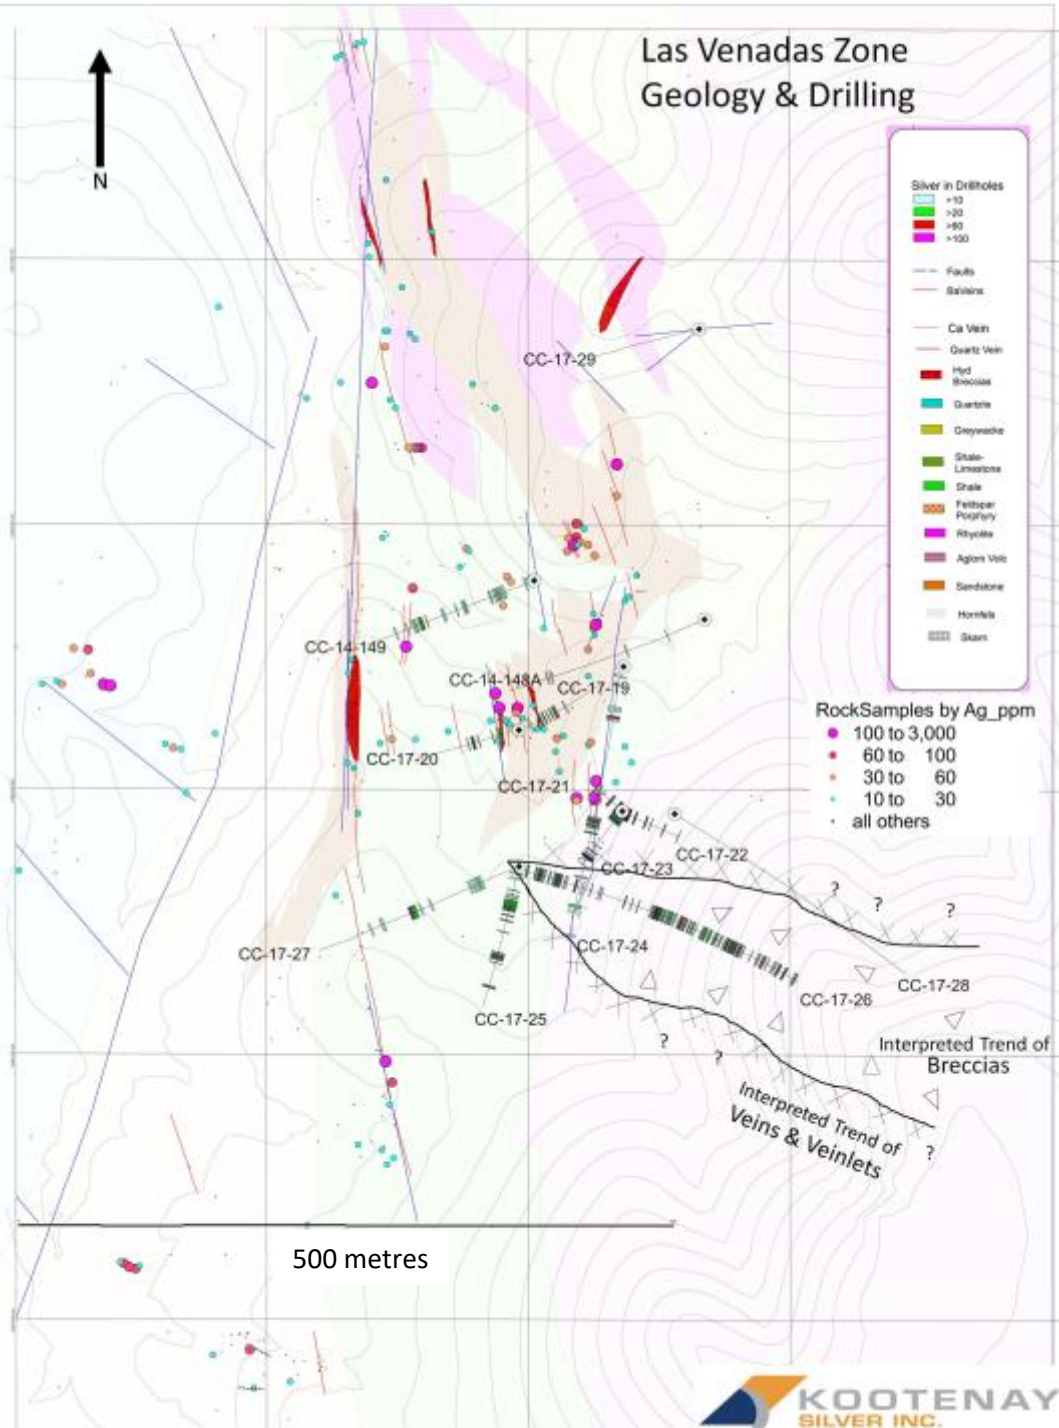 Las Venadas Zone
Geology & Drilling
N
Silver in Drillholes
>10
>20
>60
>100
Faults
BaVeins
Ca Vein
Quartz Vein
Hyd
Breccias
Quartzite
Greywacke
Shale-
Limestone
Shale
Feldspar
Porphyry
Rhyolite
Aglom Volc
Sandstone
Hornfels
Skarn
RockSamples by Ag_ppm
100 to 3,000
60 to 100
30 to 60
10 to 30
all others
CC-17-29
CC-14-149
CC-14-148A
CC-17-19
CC-17-20
CC-17-21
CC-17-22
CC-17-23
CC-17-24
CC-17-27
CC-17-25
CC-17-26
CC-17-28
?
?
?
?
?
?
Interpreted Trend of
Breccias
Interpreted Trend of
Veins & Veinlets
500 metres
KOOTENAY
SILVER INC.